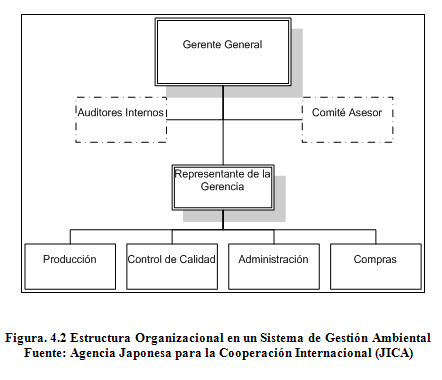 Gerente General
Auditores Internos
Comité Asesor
Representante de la
Gerencia
Producción
Control de Calidad
Administración
Compras
Figura. 4.2 Estructura Organizacional en un Sistema de Gestión Ambiental
Fuente: Agencia Japonesa para la Cooperación Internacional (JICA)